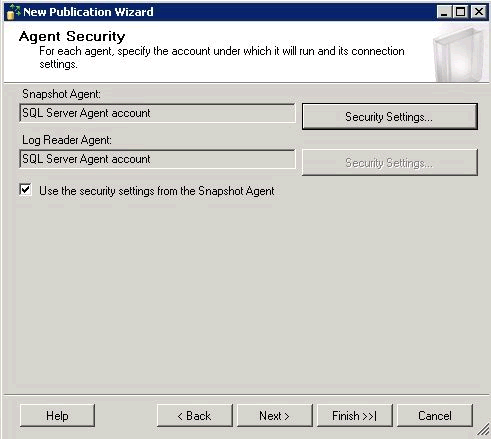 New Publication Wizard
Agent Security
For each agent, specify the account under which it will run and its connection
settings.
Snapshot Agent:
SQL Server Agent account
Security Settings...
Log Reader Agent:
SQL Server Agent account
Security Settings...
Use the security settings from the Snapshot Agent
Help
< Back
Next >
Finish >>|
Cancel